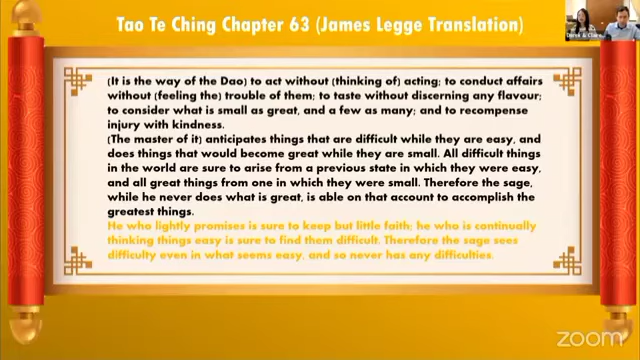 Tao Te Ching Chapter 63 (James Legge Translation)
(It is the way of the Dao) to act without (thinking of) acting; to conduct affairs
without (feeling the) trouble of them; to taste without discerning any flavour;
to consider what is small as great, and a few as many; and to recompense
injury with kindness.
(The master of it) anticipates things that are difficult while they are easy, and
does things that would become great while they are small. All difficult things
in the world are sure to arise from a previous state in which they were easy,
and all great things from one in which they were small. Therefore the sage,
while he never does what is great, is able on that account to accomplish the
greatest things.
He who lightly promises is sure to keep but little faith; he who is continually
thinking things easy is sure to find them difficult. Therefore the sage sees
difficulty even in what seems easy, and so never has any difficulties.
zoom